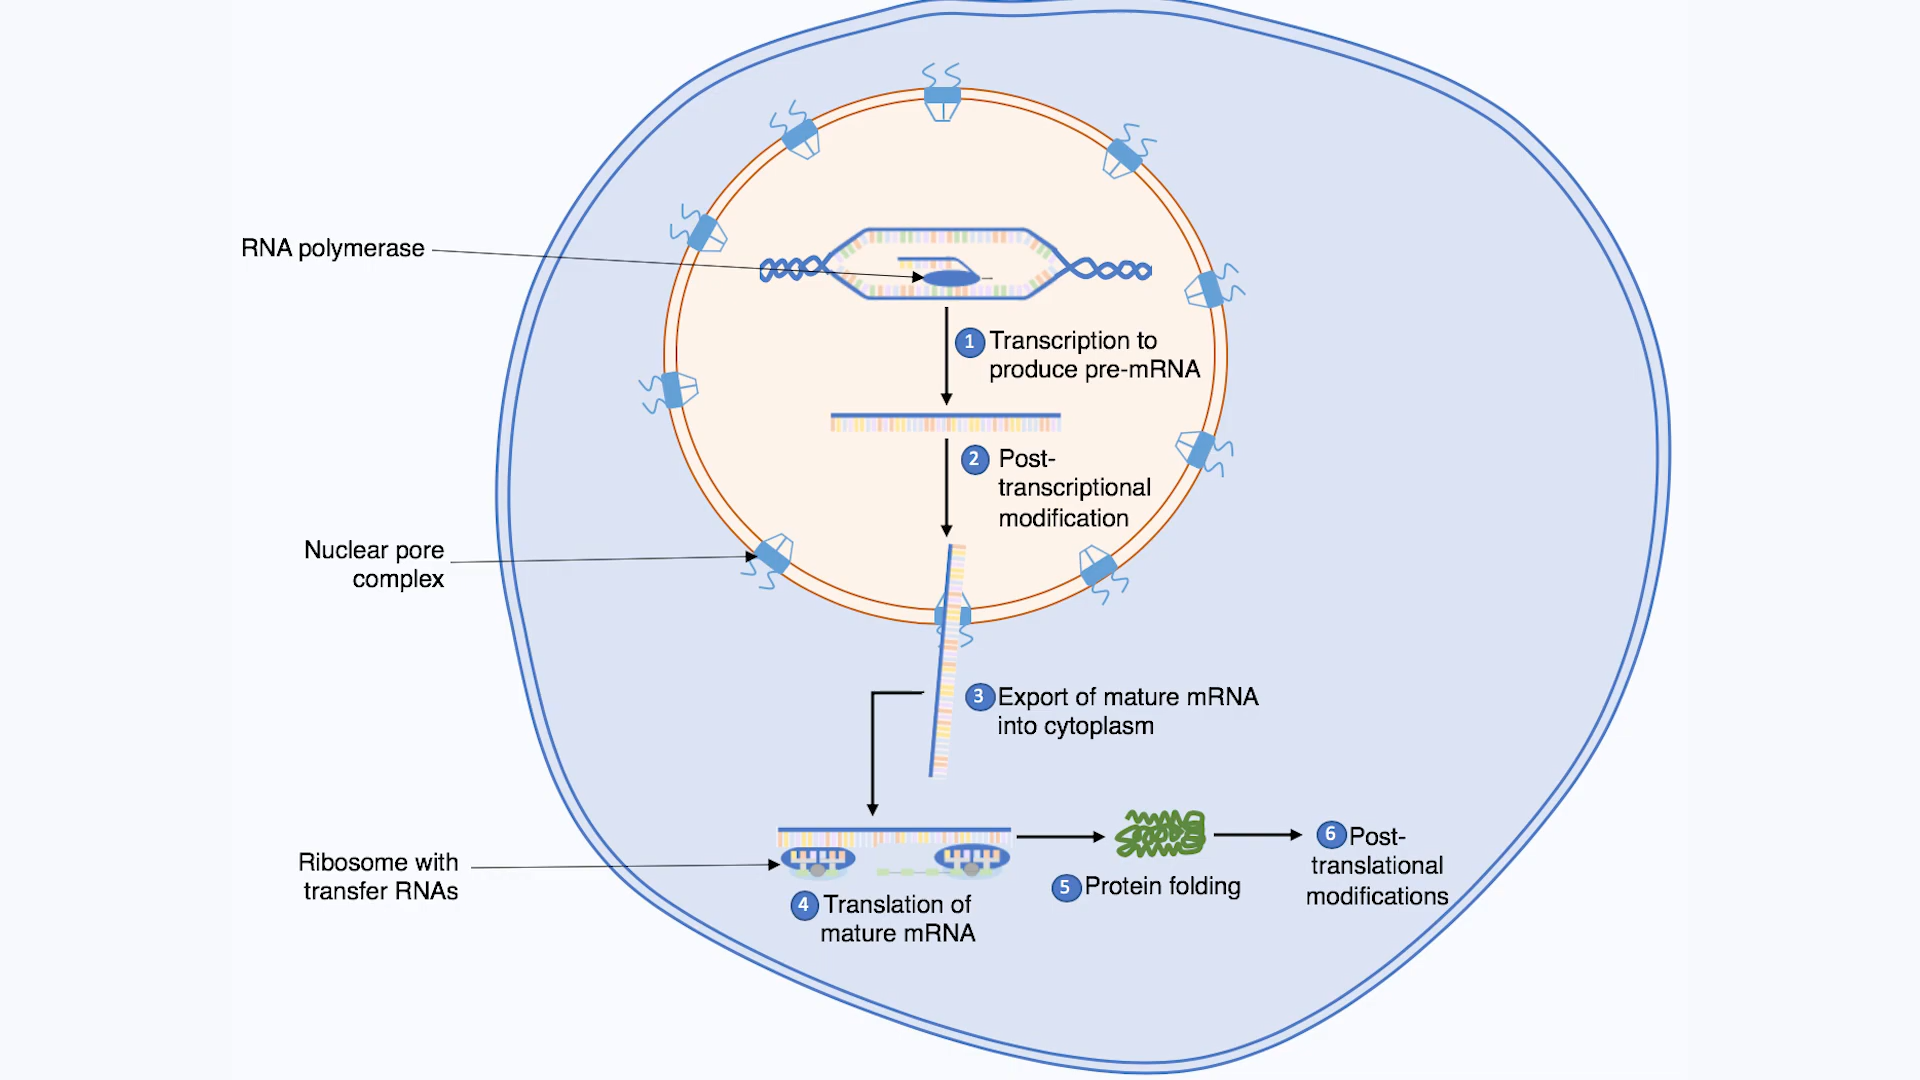 RNA polymerase
1 Transcription to
produce pre-mRNA
2 Post-
transcriptional
modification
Nuclear pore
complex
3 Export of mature mRNA
into cytoplasm
Ribosome with
transfer RNAs
4 Translation of
mature mRNA
5 Protein folding
6 Post-
translational
modifications